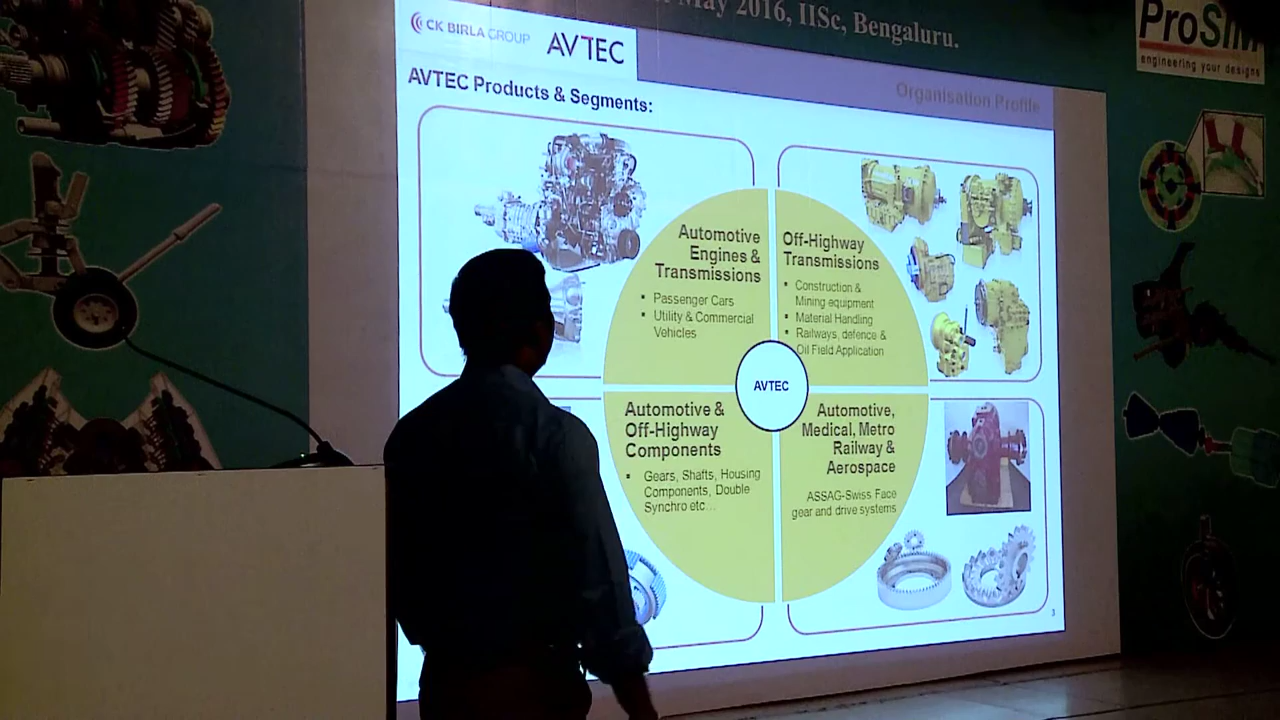 May 2016, IISc, Bengaluru.
CK BIRLA GROUP
AVTEC
ProSIM
engineering your designs
AVTEC Products & Segments:
Organisation Profile
Automotive
Engines &
Transmissions
▪ Passenger Cars
▪ Utility & Commercial
Vehicles
Off-Highway
Transmissions
▪ Construction &
Mining equipment
▪ Material Handling
▪ Railways, defence &
Oil Field Application
AVTEC
Automotive &
Off-Highway
Components
▪ Gears, Shafts, Housing
Components, Double
Synchro etc...
Automotive,
Medical, Metro
Railway &
Aerospace
ASSAG-Swiss Face
gear and drive systems
3